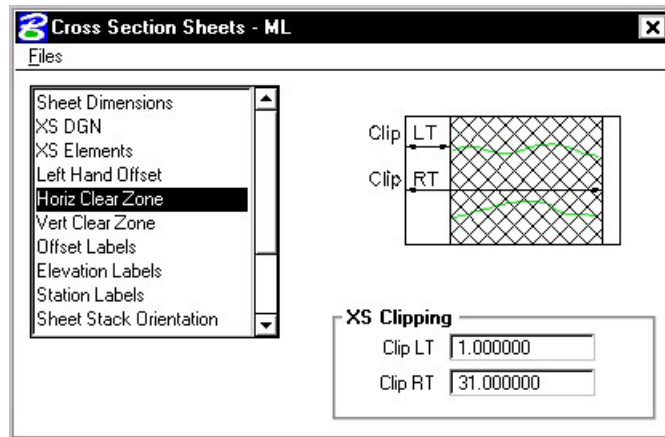 Cross Section Sheets - ML
Files
Sheet Dimensions
XS DGN
XS Elements
Left Hand Offset
Horiz Clear Zone
Vert Clear Zone
Offset Labels
Elevation Labels
Station Labels
Sheet Stack Orientation
Clip LT
Clip RT
XS Clipping
Clip LT 1.000000
Clip RT 31.000000